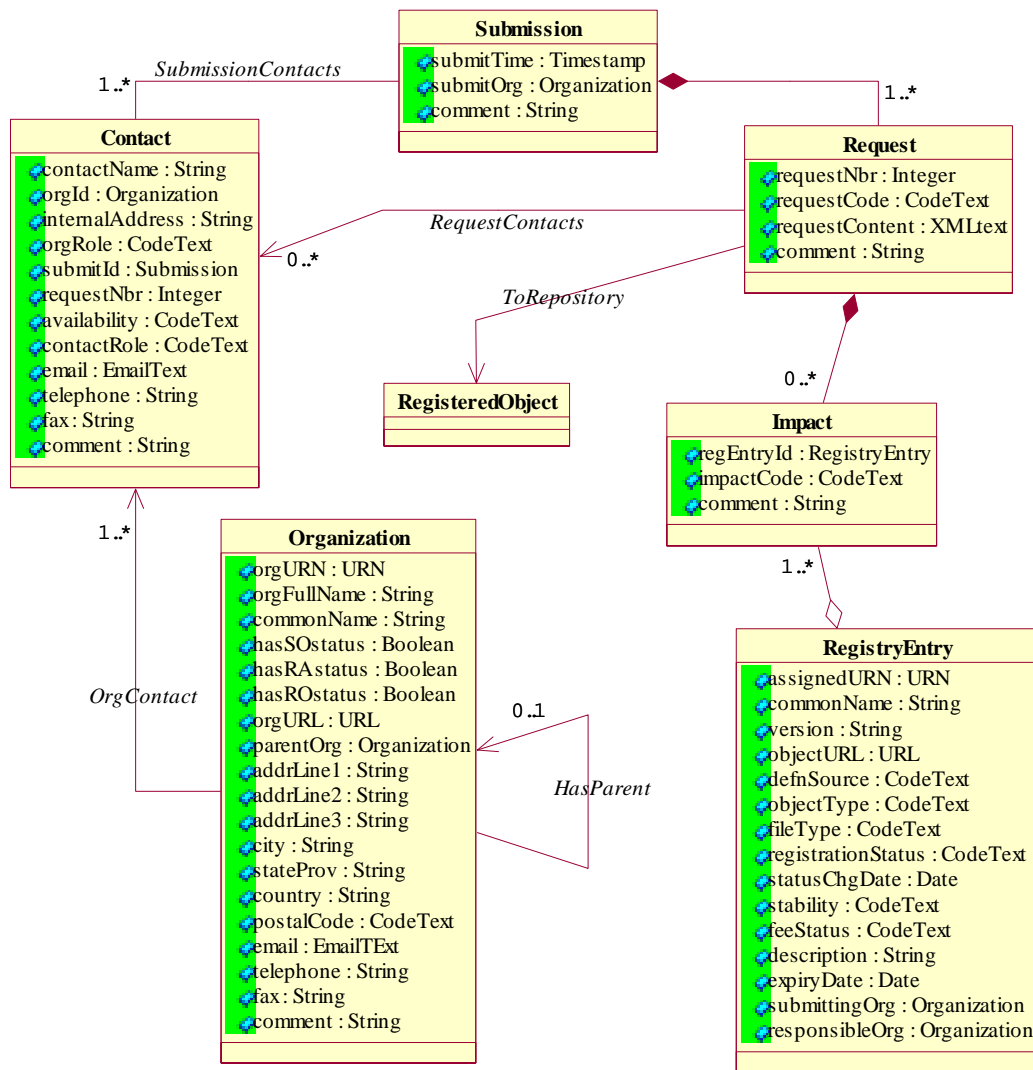 Submission
submitTime : Timestamp
submitOrg : Organization
comment : String
SubmissionContacts
1..*
1..*
Contact
contactName : String
orgId : Organization
internalAddress : String
orgRole : CodeText
submitId : Submission
requestNbr : Integer
availability : CodeText
contactRole : CodeText
email : EmailText
telephone : String
fax : String
comment : String
Request
requestNbr : Integer
requestCode : CodeText
requestContent : XMLtext
comment : String
RequestContacts
0..*
ToRepository
RegisteredObject
0..*
Impact
regEntryId : RegistryEntry
impactCode : CodeText
comment : String
1..*
1..*
OrgContact
Organization
orgURN : URN
orgFullName : String
commonName : String
hasSOstatus : Boolean
hasRAstatus : Boolean
hasROstatus : Boolean
orgURL : URL
parentOrg : Organization
addrLine1 : String
addrLine2 : String
addrLine3 : String
city : String
stateProv : String
country : String
postalCode : CodeText
email : EmailTExt
telephone : String
fax : String
comment : String
0..1
HasParent
RegistryEntry
assignedURN : URN
commonName : String
version : String
objectURL : URL
defnSource : CodeText
objectType : CodeText
fileType : CodeText
registrationStatus : CodeText
statusChgDate : Date
stability : CodeText
feeStatus : CodeText
description : String
expiryDate : Date
submittingOrg : Organization
responsibleOrg : Organization